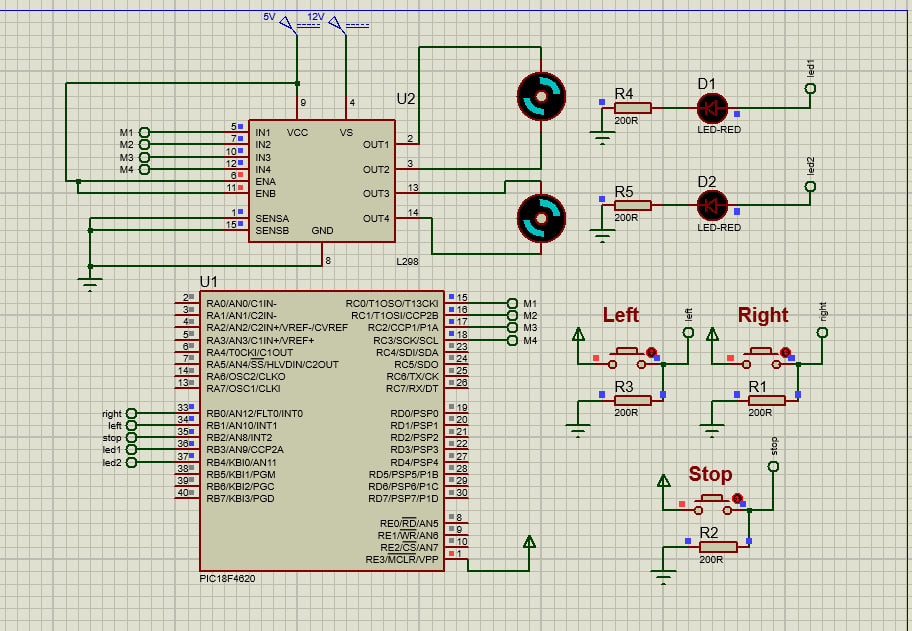 5V 12V
U2
9 4
VCC VS
M1 5 IN1 OUT1 2
M2 7 IN2 OUT2 3
M3 10 IN3 OUT3 13
M4 12 IN4 OUT4 14
6 ENA
11 ENB
1 SENSA
15 SENSB
GND
8
L298
R4
200R
D1
LED-RED
led1
R5
200R
D2
LED-RED
led2
U1
2 RA0/AN0/C1IN- RC0/T1OSO/T13CKI 15 M1
3 RA1/AN1/C2IN- RC1/T1OSI/CCP2B 16 M2
4 RA2/AN2/C2IN+/VREF-/CVREF RC2/CCP1/P1A 17 M3
5 RA3/AN3/C1IN+/VREF+ RC3/SCK/SCL 18 M4
6 RA4/T0CKI/C1OUT RC4/SDI/SDA 23
7 RA5/AN4/SS/HLVDIN/C2OUT RC5/SDO 24
14 RA6/OSC2/CLKO RC6/TX/CK 25
13 RA7/OSC1/CLKI RC7/RX/DT 26
right 33 RB0/AN12/FLT0/INT0 RD0/PSP0 19
left 34 RB1/AN10/INT1 RD1/PSP1 20
stop 35 RB2/AN8/INT2 RD2/PSP2 21
led1 36 RB3/AN9/CCP2A RD3/PSP3 22
led2 37 RB4/KBI0/AN11 RD4/PSP4 27
38 RB5/KBI1/PGM RD5/PSP5/P1B 28
39 RB6/KBI2/PGC RD6/PSP6/P1C 29
40 RB7/KBI3/PGD RD7/PSP7/P1D 30
RE0/RD/AN5 8
RE1/WR/AN6 9
RE2/CS/AN7 10
RE3/MCLR/VPP 1
PIC18F4620
Left
left
R3
200R
Right
right
R1
200R
Stop
stop
R2
200R